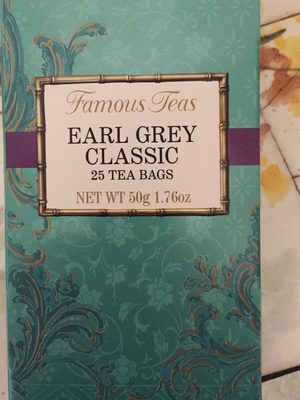 Famous Teas
EARL GREY
CLASSIC
25 TEA BAGS
NET WT 50g 1.76oz